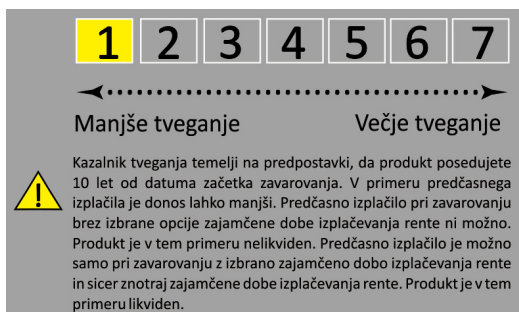 1 2 3 4 5 6 7
Manjše tveganje Večje tveganje
Kazalnik tveganja temelji na predpostavki, da produkt posedujete
10 let od datuma začetka zavarovanja. V primeru predčasnega
izplačila je donos lahko manjši. Predčasno izplačilo pri zavarovanju
brez izbrane opcije zajamčene dobe izplačevanja rente ni možno.
Produkt je v tem primeru nelikviden. Predčasno izplačilo je možno
samo pri zavarovanju z izbrano zajamčeno dobo izplačevanja rente
in sicer znotraj zajamčene dobe izplačevanja rente. Produkt je v tem
primeru likviden.